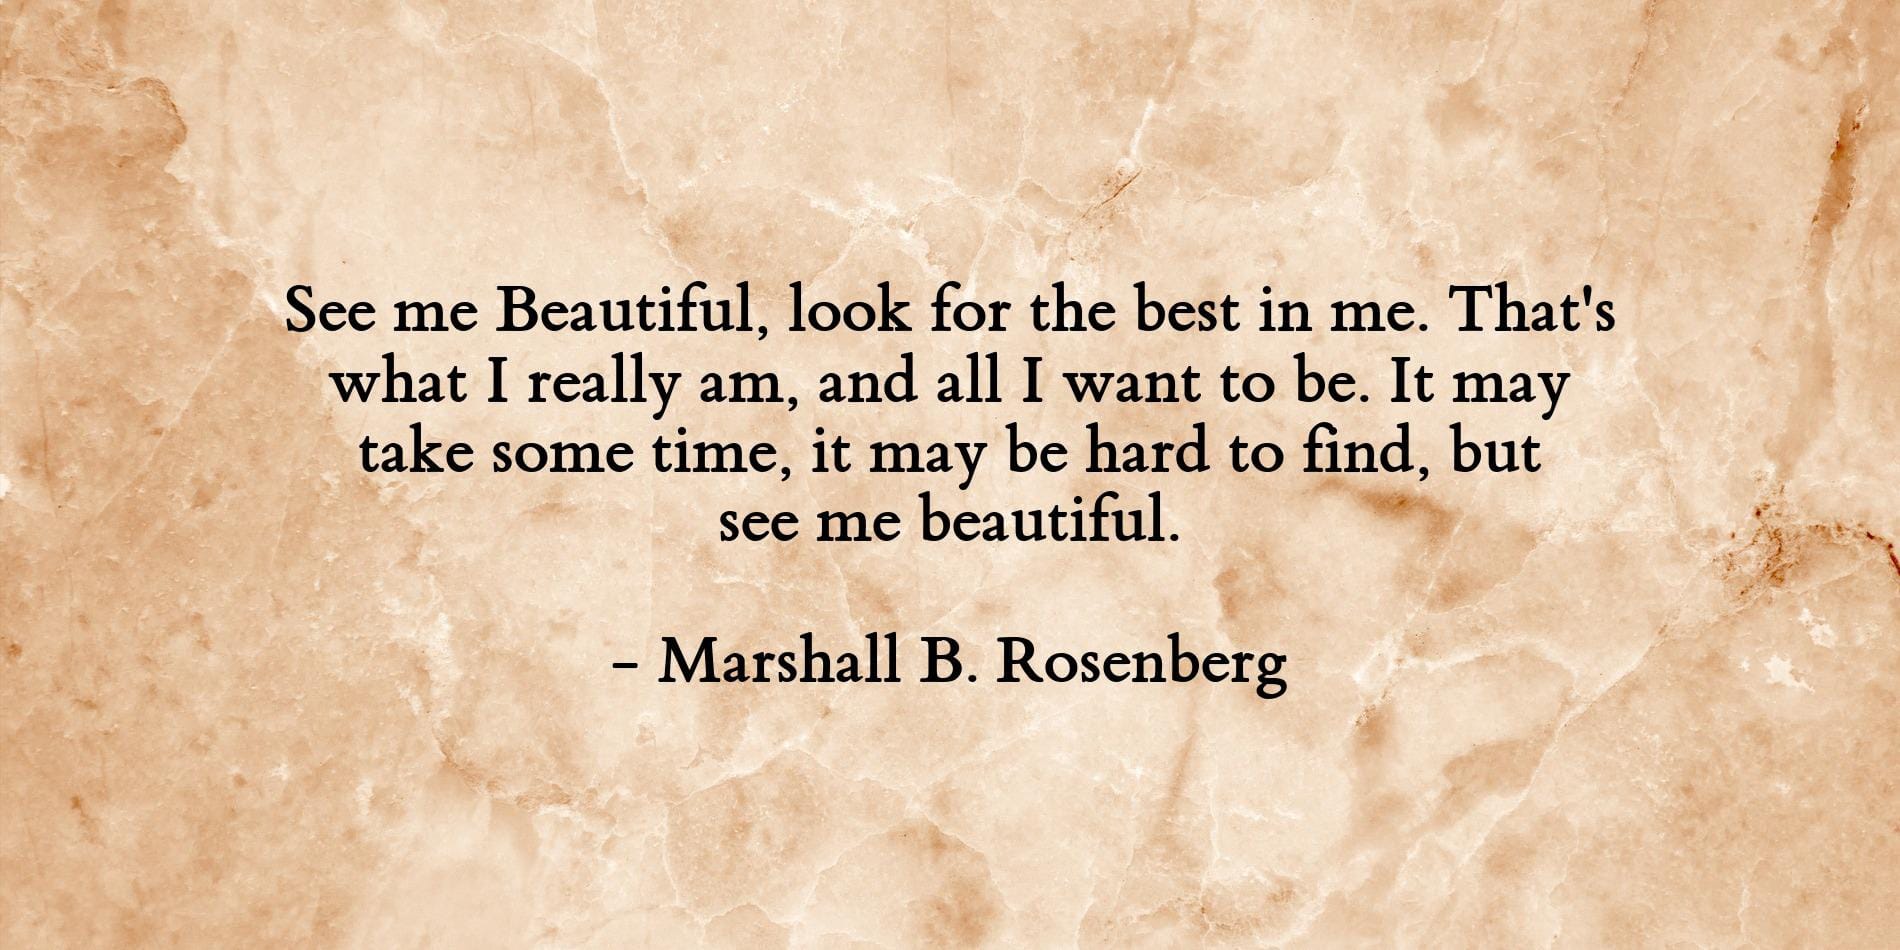 See me Beautiful, look for the best in me. That's
what I really am, and all I want to be. It may
take some time, it may be hard to find, but
see me beautiful.
– Marshall B. Rosenberg